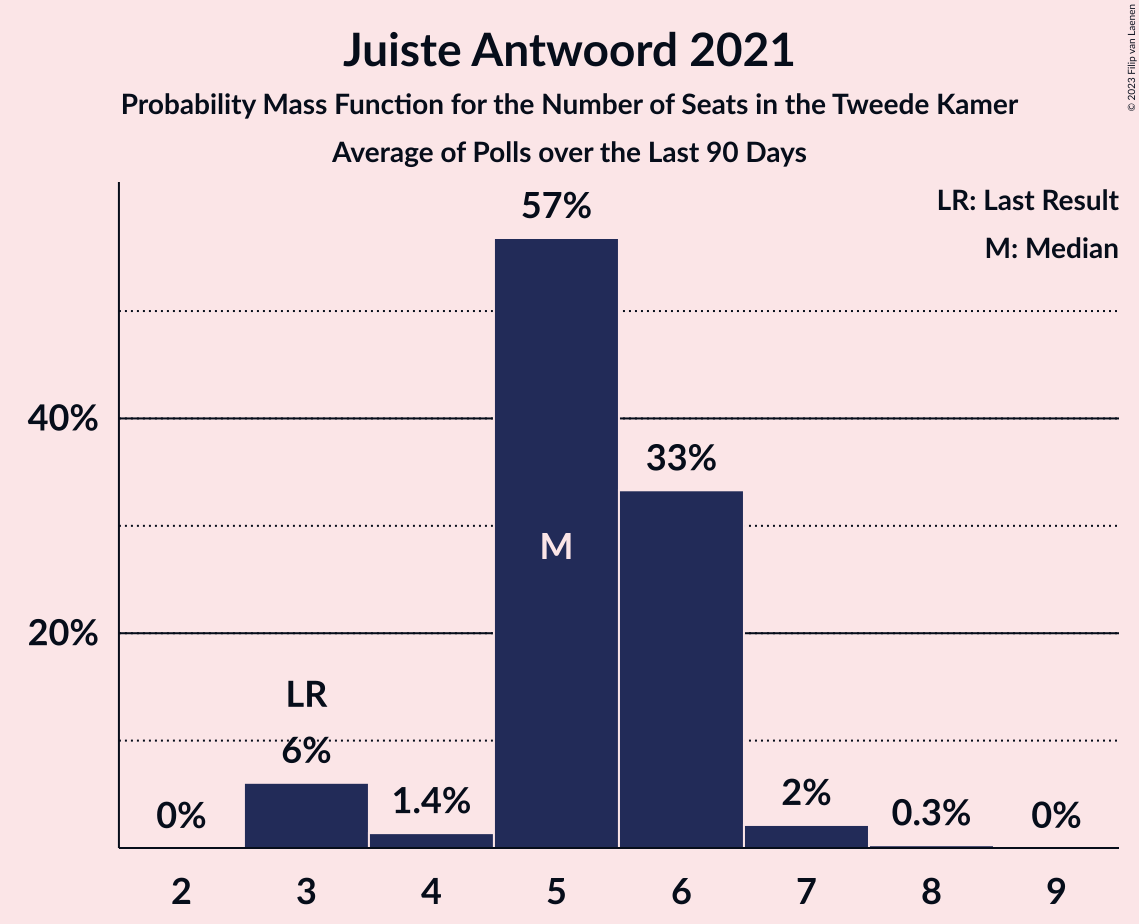 Juiste Antwoord 2021
Probability Mass Function for the Number of Seats in the Tweede Kamer
Average of Polls over the Last 90 Days
© 2023 Filip van Laenen
LR: Last Result
M: Median
57%
40%
33%
M
20%
LR
6%
0%
1.4%
2%
0.3%
0%
2 3 4 5 6 7 8 9